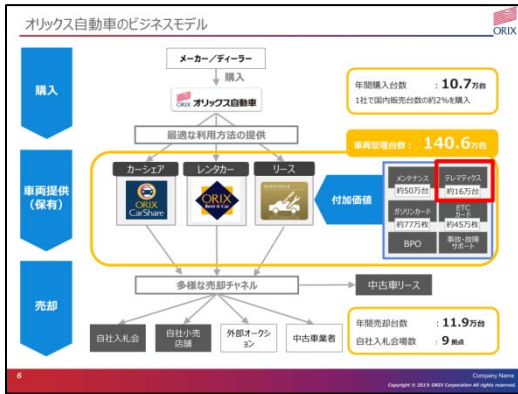 オリックス自動車のビジネスモデル
ORIX
メーカー／ディーラー
購入
購入
ORIX オリックス自動車
年間購入台数 : 10.7万台
1社で国内販売台数の約2%を購入
最適な利用方法の提供
車両管理台数： 140.6万台
車両提供
（保有）
カーシェア
レンタカー
リース
ORIX
CarShare
ORIX
Rent A Car
付加価値
メンテナンス
約50万台
テレマティクス
約16万台
ガソリンカード
約77万枚
ETC
カード
約45万枚
BPO
事故・故障
サポート
売却
多様な売却チャネル
中古車リース
自社入札会
自社小売
店舗
外部オークシ
ョン
中古車業者
年間売却台数 : 11.9万台
自社入札会場数 : 9 拠点
6
Company Name
Copyright © 2019 ORIX Corporation All rights reserved.